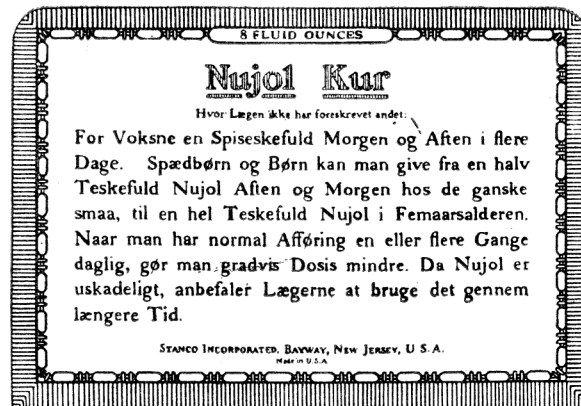 8 FLUID OUNCES
Nujol Kur
Hvor Lægen ikke har foreskrevet andet:
For Voksne en Spiseskefuld Morgen og Aften i flere
Dage. Spædbørn og Børn kan man give fra en halv
Teskefuld Nujol Aften og Morgen hos de ganske
smaa, til en hel Teskefuld Nujol i Femaarsalderen.
Naar man har normal Afføring en eller flere Gange
daglig, gør man gradvis Dosis mindre. Da Nujol er
uskadeligt, anbefaler Lægerne at bruge det gennem
længere Tid.
STANCO INCORPORATED, BAYWAY, NEW JERSEY, U S A.
Made in U.S.A